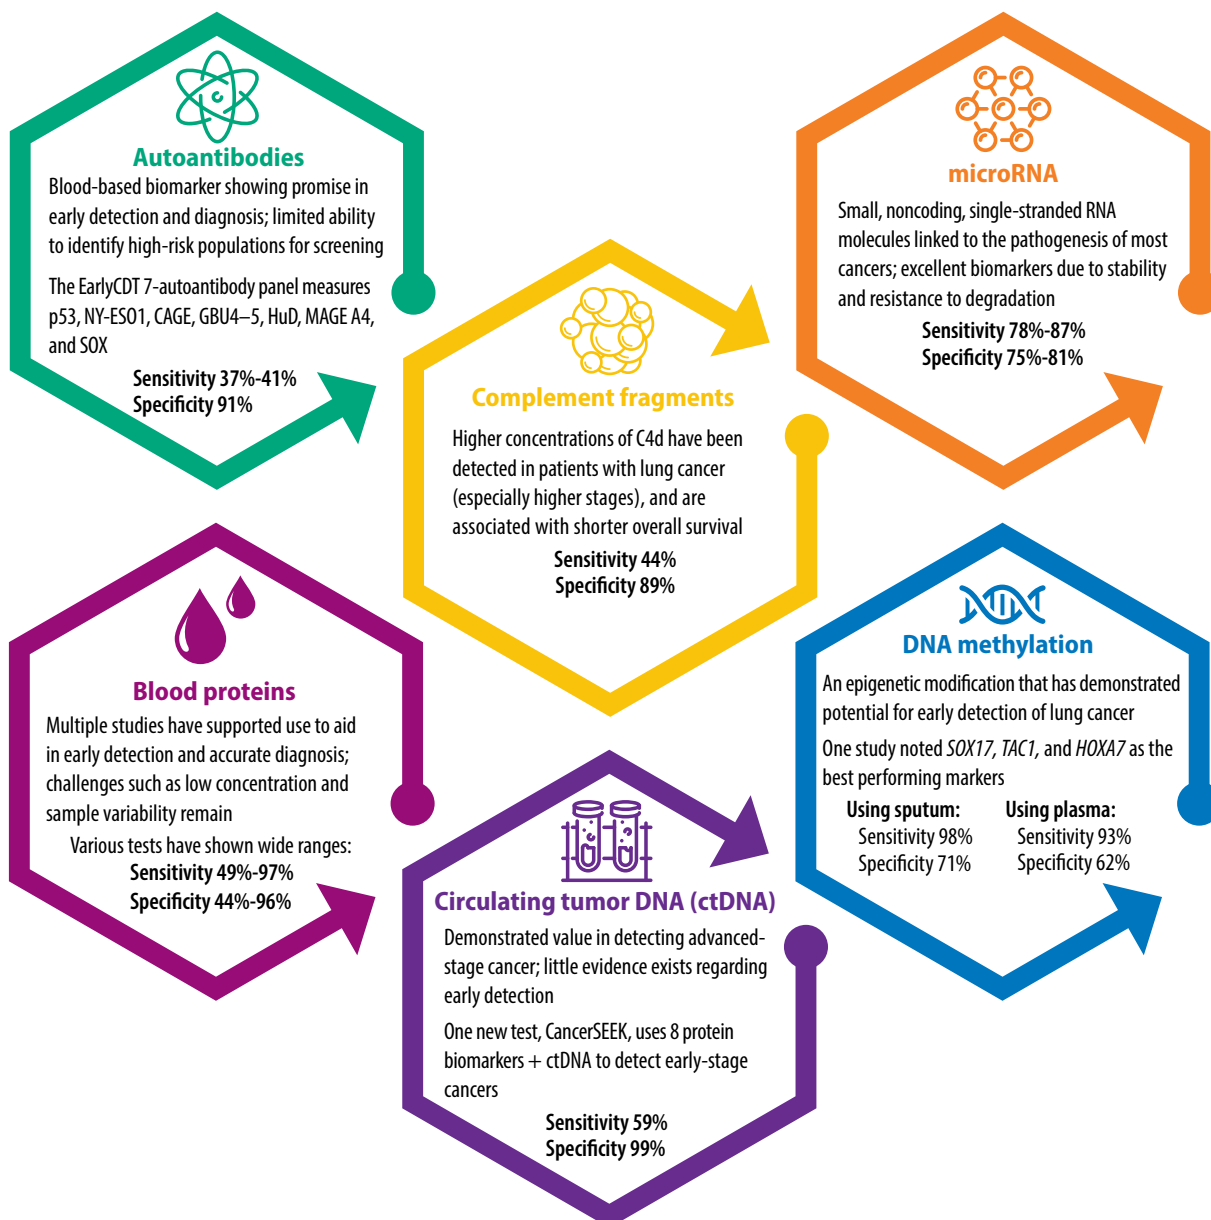 Autoantibodies
Blood-based biomarker showing promise in
early detection and diagnosis; limited ability
to identify high-risk populations for screening
The EarlyCDT 7-autoantibody panel measures
p53, NY-ESO1, CAGE, GBU4–5, HuD, MAGE A4,
and SOX
Sensitivity 37%-41%
Specificity 91%
Complement fragments
Higher concentrations of C4d have been
detected in patients with lung cancer
(especially higher stages), and are
associated with shorter overall survival
Sensitivity 44%
Specificity 89%
microRNA
Small, noncoding, single-stranded RNA
molecules linked to the pathogenesis of most
cancers; excellent biomarkers due to stability
and resistance to degradation
Sensitivity 78%-87%
Specificity 75%-81%
Blood proteins
Multiple studies have supported use to aid
in early detection and accurate diagnosis;
challenges such as low concentration and
sample variability remain
Various tests have shown wide ranges:
Sensitivity 49%-97%
Specificity 44%-96%
Circulating tumor DNA (ctDNA)
Demonstrated value in detecting advanced-
stage cancer; little evidence exists regarding
early detection
One new test, CancerSEEK, uses 8 protein
biomarkers + ctDNA to detect early-stage
cancers
Sensitivity 59%
Specificity 99%
DNA methylation
An epigenetic modification that has demonstrated
potential for early detection of lung cancer
One study noted SOX17, TAC1, and HOXA7 as the
best performing markers
Using sputum:
Sensitivity 98%
Specificity 71%
Using plasma:
Sensitivity 93%
Specificity 62%